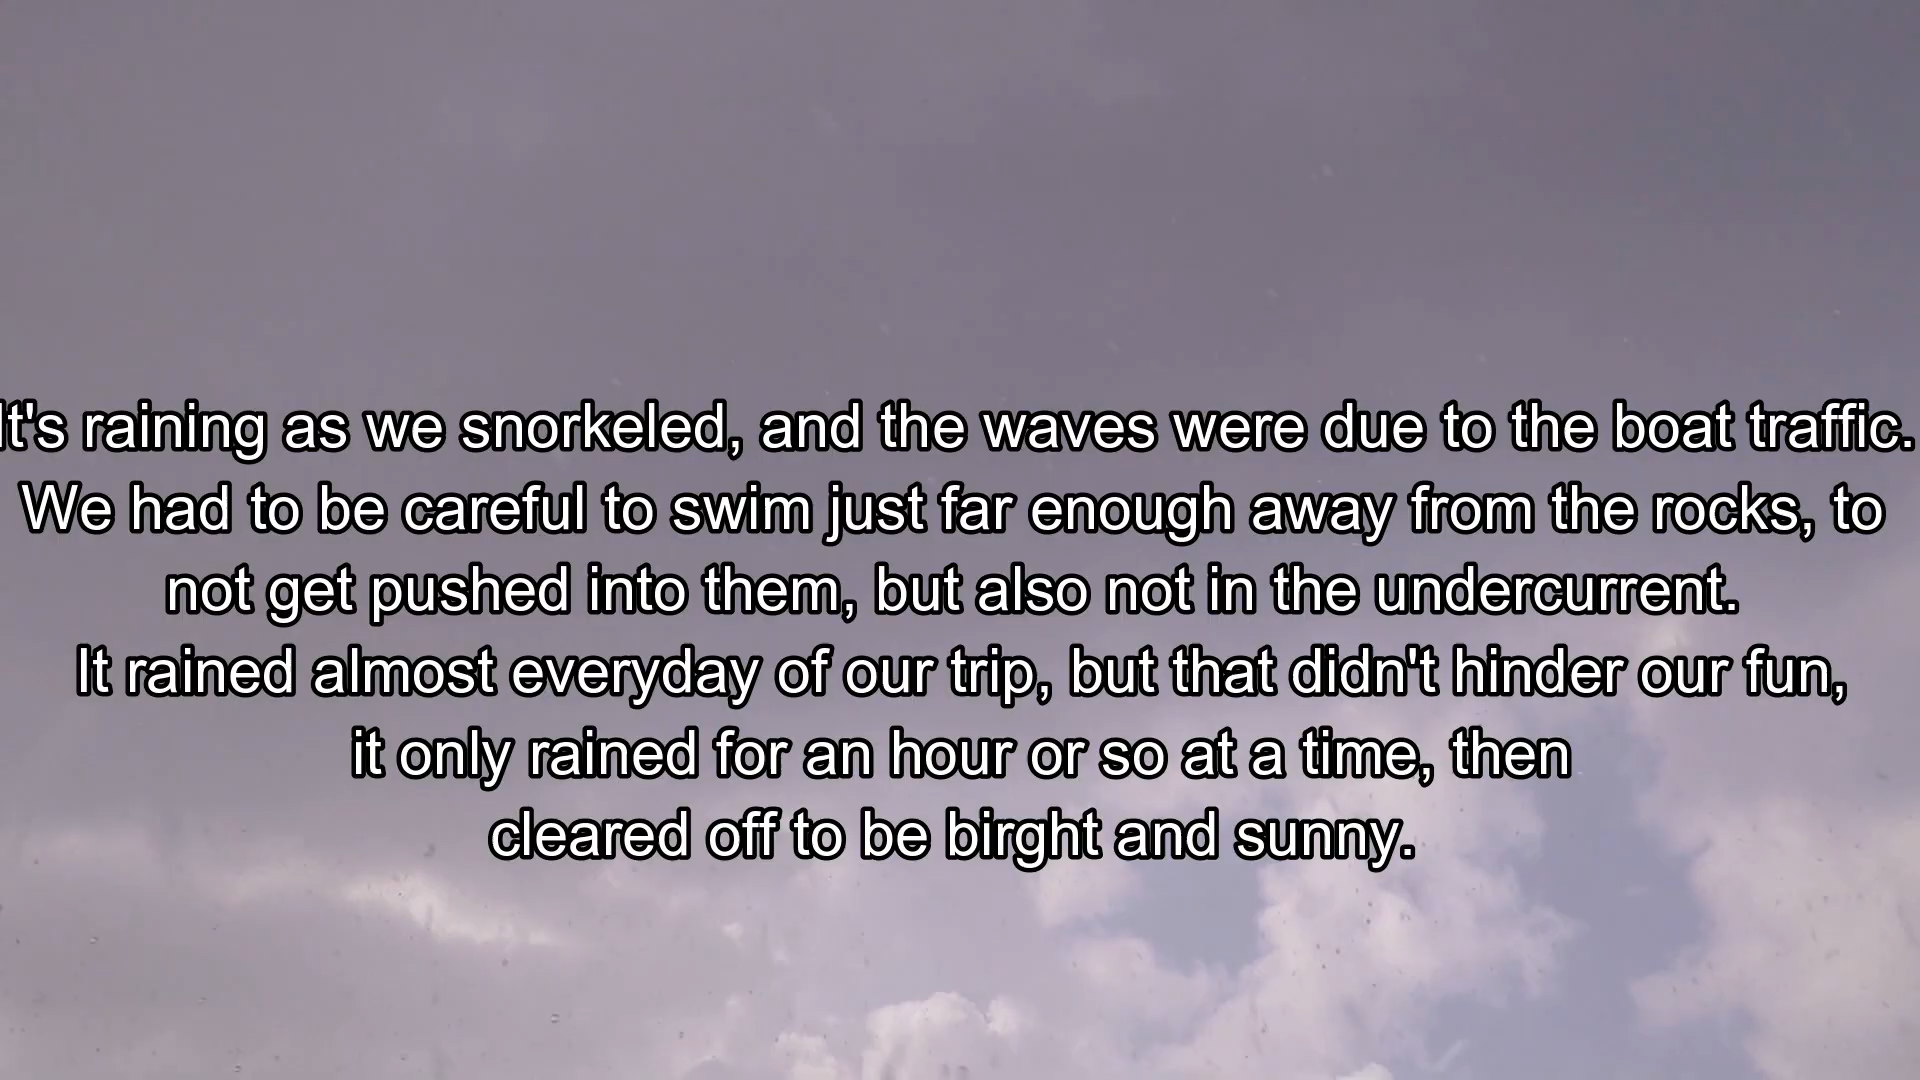 It's raining as we snorkeled, and the waves were due to the boat traffic.
We had to be careful to swim just far enough away from the rocks, to
not get pushed into them, but also not in the undercurrent.
It rained almost everyday of our trip, but that didn't hinder our fun,
it only rained for an hour or so at a time, then
cleared off to be birght and sunny.